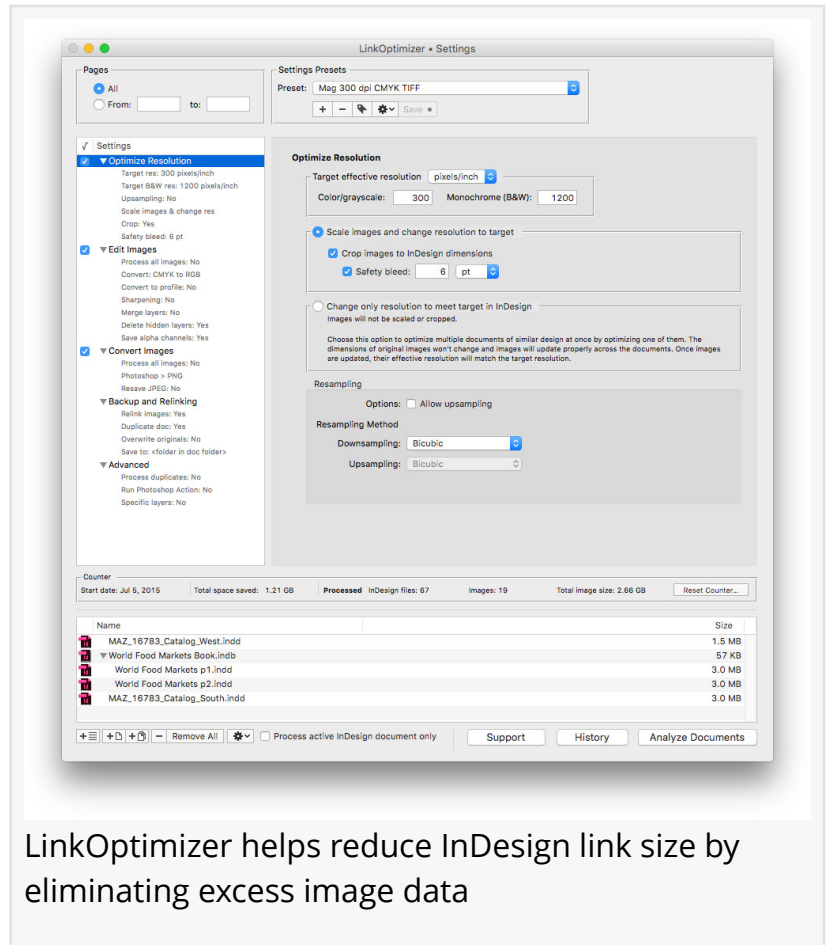 LinkOptimizer • Settings
Pages
All
From: to:
Settings Presets
Preset: Mag 300 dpi CMYK TIFF
+ − Save
√ Settings
Optimize Resolution
Target res: 300 pixels/inch
Target B&W res: 1200 pixels/inch
Upsampling: No
Scale images & change res
Crop: Yes
Safety bleed: 6 pt
Edit Images
Process all images: No
Convert: CMYK to RGB
Convert to profile: No
Sharpening: No
Merge layers: No
Delete hidden layers: Yes
Save alpha channels: Yes
Convert Images
Process all images: No
Photoshop > PNG
Resave JPEG: No
Backup and Relinking
Relink images: Yes
Duplicate doc: Yes
Overwrite originals: No
Save to: <folder in doc folder>
Advanced
Process duplicates: No
Run Photoshop Action: No
Specific layers: No
Optimize Resolution
Target effective resolution pixels/inch
Color/grayscale: 300 Monochrome (B&W): 1200
Scale images and change resolution to target
Crop images to InDesign dimensions
Safety bleed: 6 pt
Change only resolution to meet target in InDesign
Images will not be scaled or cropped.
Choose this option to optimize multiple documents of similar design at once by optimizing one of them. The
dimensions of original images won't change and images will update properly across the documents. Once images
are updated, their effective resolution will match the target resolution.
Resampling
Options: Allow upsampling
Resampling Method
Downsampling: Bicubic
Upsampling: Bicubic
Counter
Start date: Jul 5, 2015 Total space saved: 1.21 GB Processed InDesign files: 67 Images: 19 Total image size: 2.66 GB Reset Counter...
Name Size
MAZ_16783_Catalog_West.indd 1.5 MB
World Food Markets Book.indb 57 KB
World Food Markets p1.indd 3.0 MB
World Food Markets p2.indd 3.0 MB
MAZ_16783_Catalog_South.indd 3.0 MB
+ + + − Remove All Process active InDesign document only Support History Analyze Documents
LinkOptimizer helps reduce InDesign link size by
eliminating excess image data